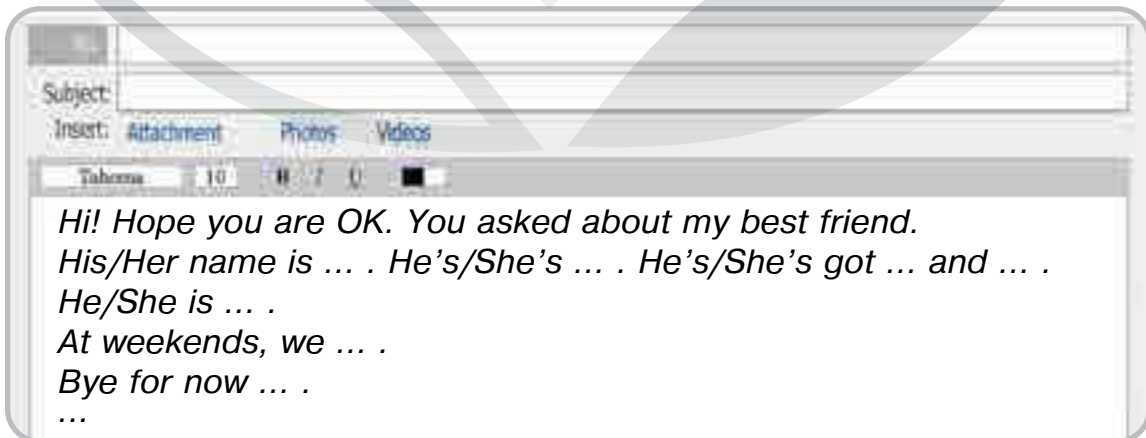 Subject:
Insert: Attachment Photos Videos
Tahoma 10 B I U
Hi! Hope you are OK. You asked about my best friend.
His/Her name is ... . He's/She's ... . He's/She's got ... and ... .
He/She is ... .
At weekends, we ... .
Bye for now ... .
...